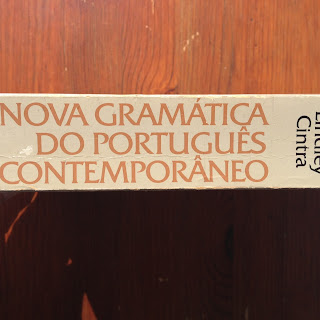 NOVA GRAMÁTICA
DO PORTUGUÊS
CONTEMPORÂNEO
Lindley
Cintra